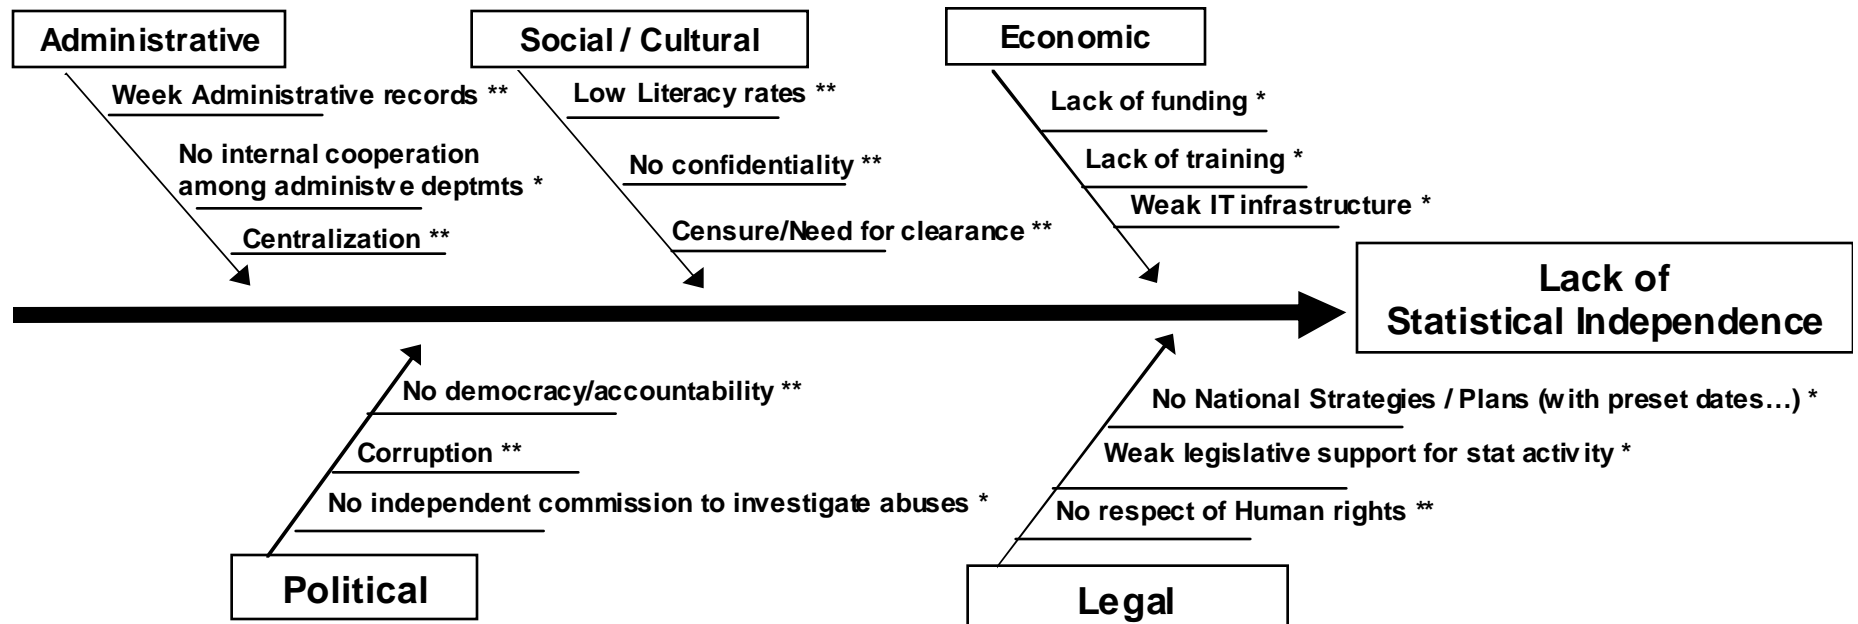 Administrative
Week Administrative records **
No internal cooperation
among administve deptmts *
Centralization **
Social / Cultural
Low Literacy rates **
No confidentiality **
Censure/Need for clearance **
Economic
Lack of funding *
Lack of training *
Weak IT infrastructure *
Lack of
Statistical Independence
No democracy/accountability **
Corruption **
No independent commission to investigate abuses *
Political
No National Strategies / Plans (with preset dates…) *
Weak legislative support for stat activity *
No respect of Human rights **
Legal